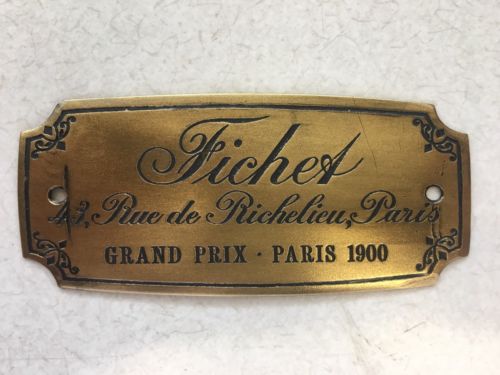 Fichet
43, Rue de Richelieu, Paris
GRAND PRIX · PARIS 1900